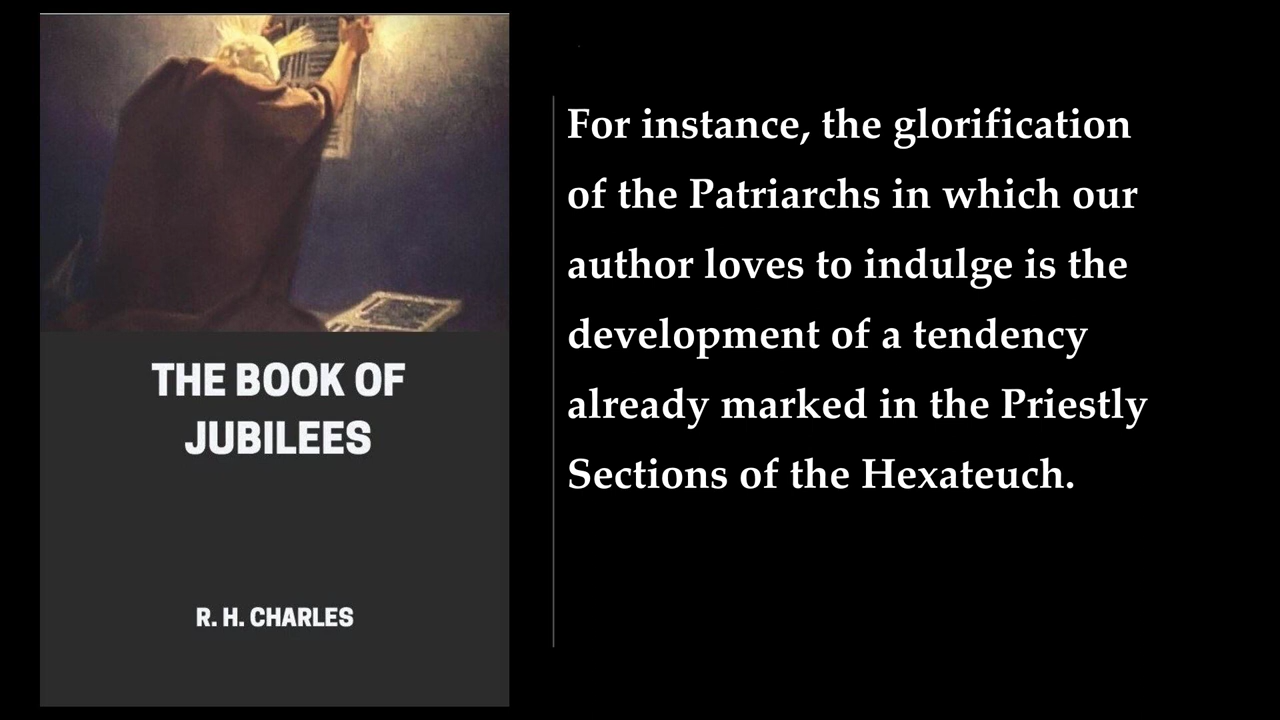 THE BOOK OF
JUBILEES
R. H. CHARLES
For instance, the glorification
of the Patriarchs in which our
author loves to indulge is the
development of a tendency
already marked in the Priestly
Sections of the Hexateuch.